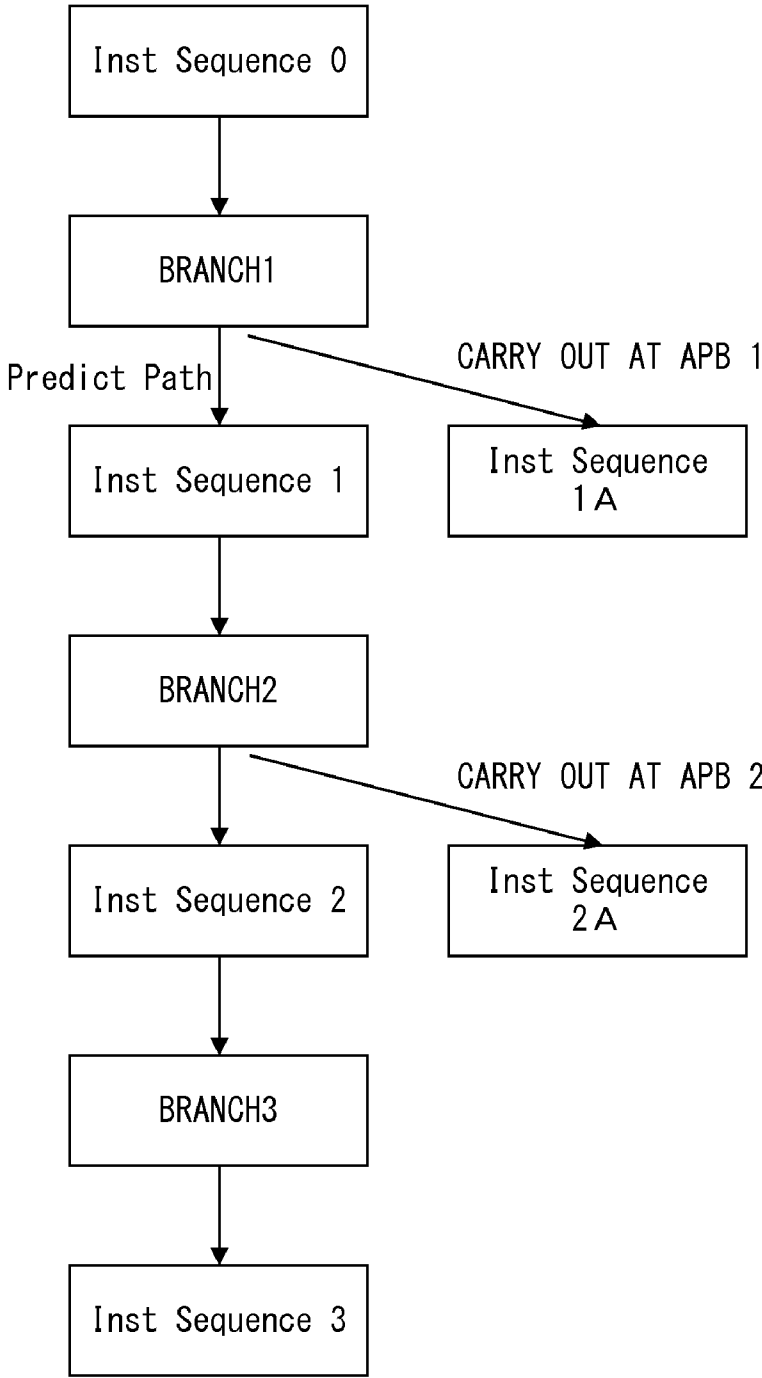 Inst Sequence 0
BRANCH1
Predict Path
CARRY OUT AT APB 1
Inst Sequence 1
Inst Sequence
1A
BRANCH2
CARRY OUT AT APB 2
Inst Sequence 2
Inst Sequence
2A
BRANCH3
Inst Sequence 3